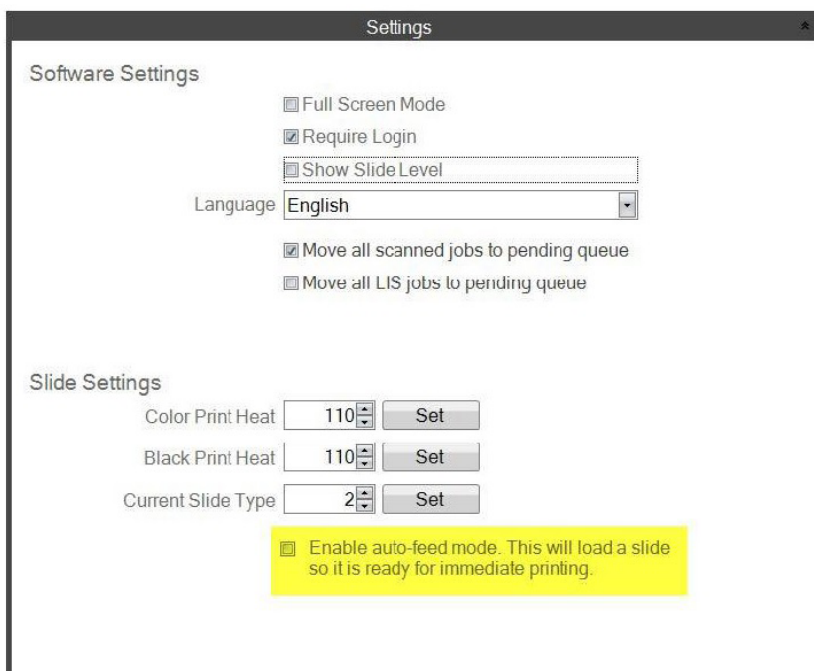 Settings
Software Settings
Full Screen Mode
Require Login
Show Slide Level
Language English
Move all scanned jobs to pending queue
Move all LIS jobs to pending queue
Slide Settings
Color Print Heat 110 Set
Black Print Heat 110 Set
Current Slide Type 2 Set
Enable auto-feed mode. This will load a slide
so it is ready for immediate printing.